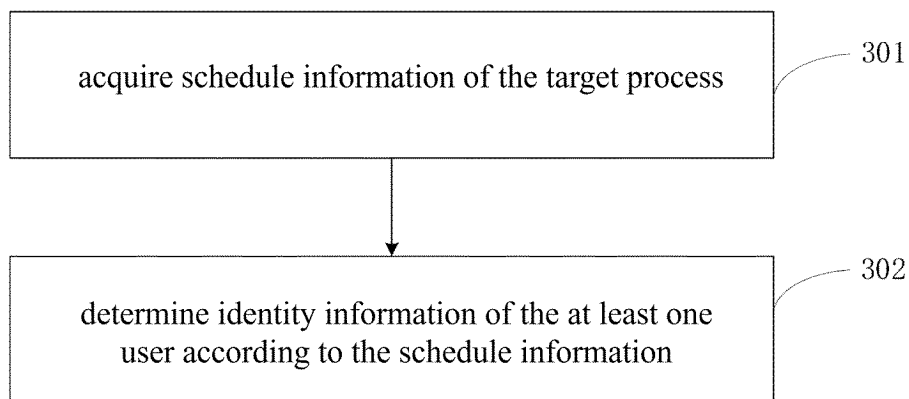 acquire schedule information of the target process
301
determine identity information of the at least one
user according to the schedule information
302